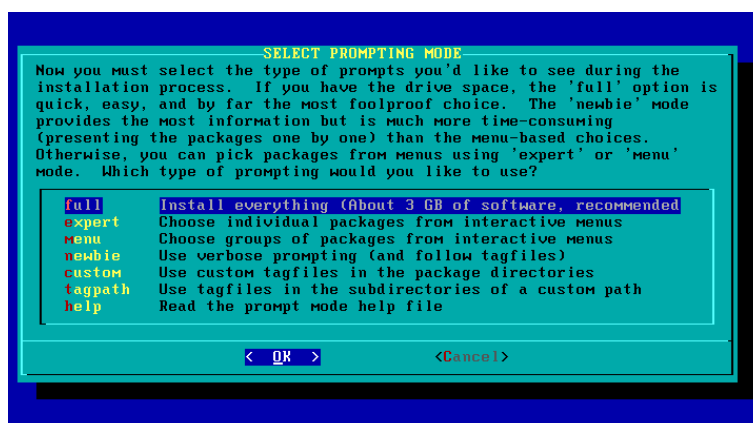 SELECT PROMPTING MODE
Now you must select the type of prompts you'd like to see during the
installation process.  If you have the drive space, the 'full' option is
quick, easy, and by far the most foolproof choice.  The 'newbie' mode
provides the most information but is much more time-consuming
(presenting the packages one by one) than the menu-based choices.
Otherwise, you can pick packages from menus using 'expert' or 'menu'
mode.  Which type of prompting would you like to use?
full Install everything (About 3 GB of software, recommended
expert Choose individual packages from interactive menus
menu Choose groups of packages from interactive menus
newbie Use verbose prompting (and follow tagfiles)
custom Use custom tagfiles in the package directories
tagpath Use tagfiles in the subdirectories of a custom path
help Read the prompt mode help file
< OK > <Cancel>